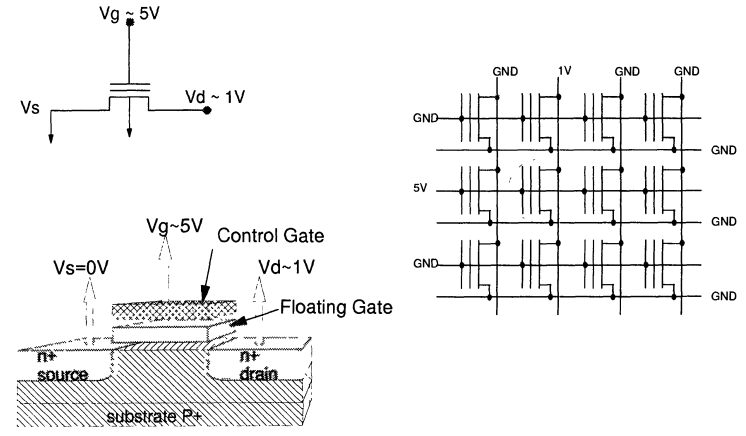 Vg ~ 5V
Vs
Vd ~ 1V
Vg~5V
Control Gate
Vs=0V
Vd~1V
Floating Gate
n+
source
n+
drain
substrate P+
GND
1V
GND
GND
GND
GND
5V
GND
GND
GND